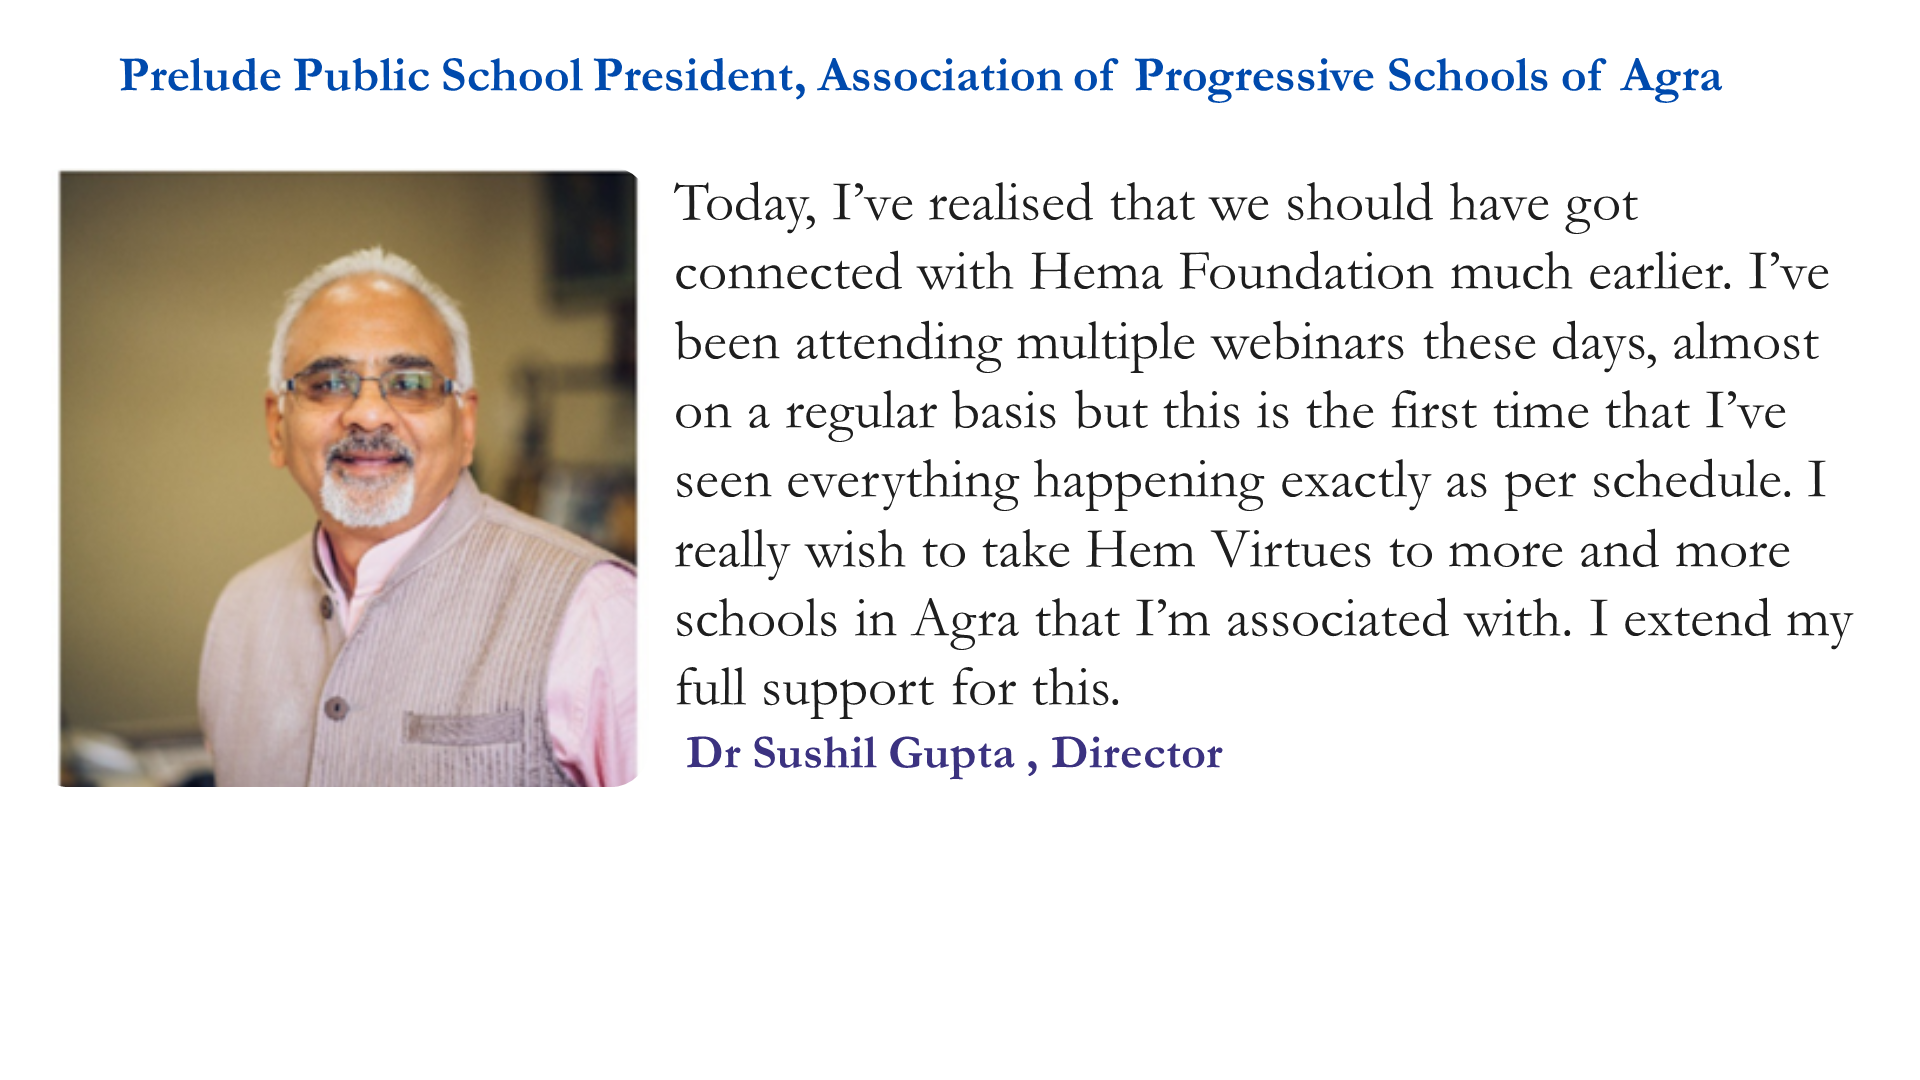 Prelude Public School President, Association of Progressive Schools of Agra
Today, I’ve realised that we should have got
connected with Hema Foundation much earlier. I’ve
been attending multiple webinars these days, almost
on a regular basis but this is the first time that I’ve
seen everything happening exactly as per schedule. I
really wish to take Hem Virtues to more and more
schools in Agra that I’m associated with. I extend my
full support for this.
Dr Sushil Gupta , Director